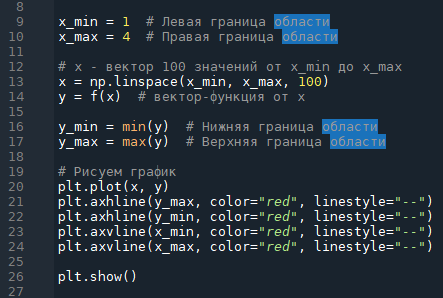 8
9 x_min = 1  # Левая граница области
10 x_max = 4  # Правая граница области
11
12 # x - вектор 100 значений от x_min до x_max
13 x = np.linspace(x_min, x_max, 100)
14 y = f(x)  # вектор-функция от x
15
16 y_min = min(y)  # Нижняя граница области
17 y_max = max(y)  # Верхняя граница области
18
19 # Рисуем график
20 plt.plot(x, y)
21 plt.axhline(y_max, color="red", linestyle="--")
22 plt.axhline(y_min, color="red", linestyle="--")
23 plt.axvline(x_min, color="red", linestyle="--")
24 plt.axvline(x_max, color="red", linestyle="--")
25
26 plt.show()
27